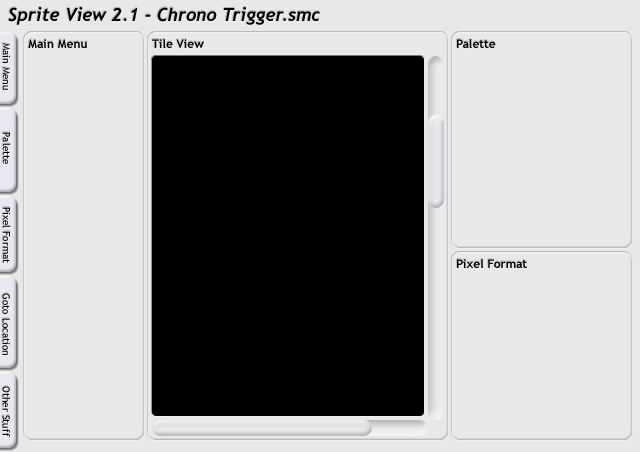 Sprite View 2.1 - Chrono Trigger.smc
Main Menu
Palette
Pixel Format
Goto Location
Other Stuff
Main Menu
Tile View
Palette
Pixel Format